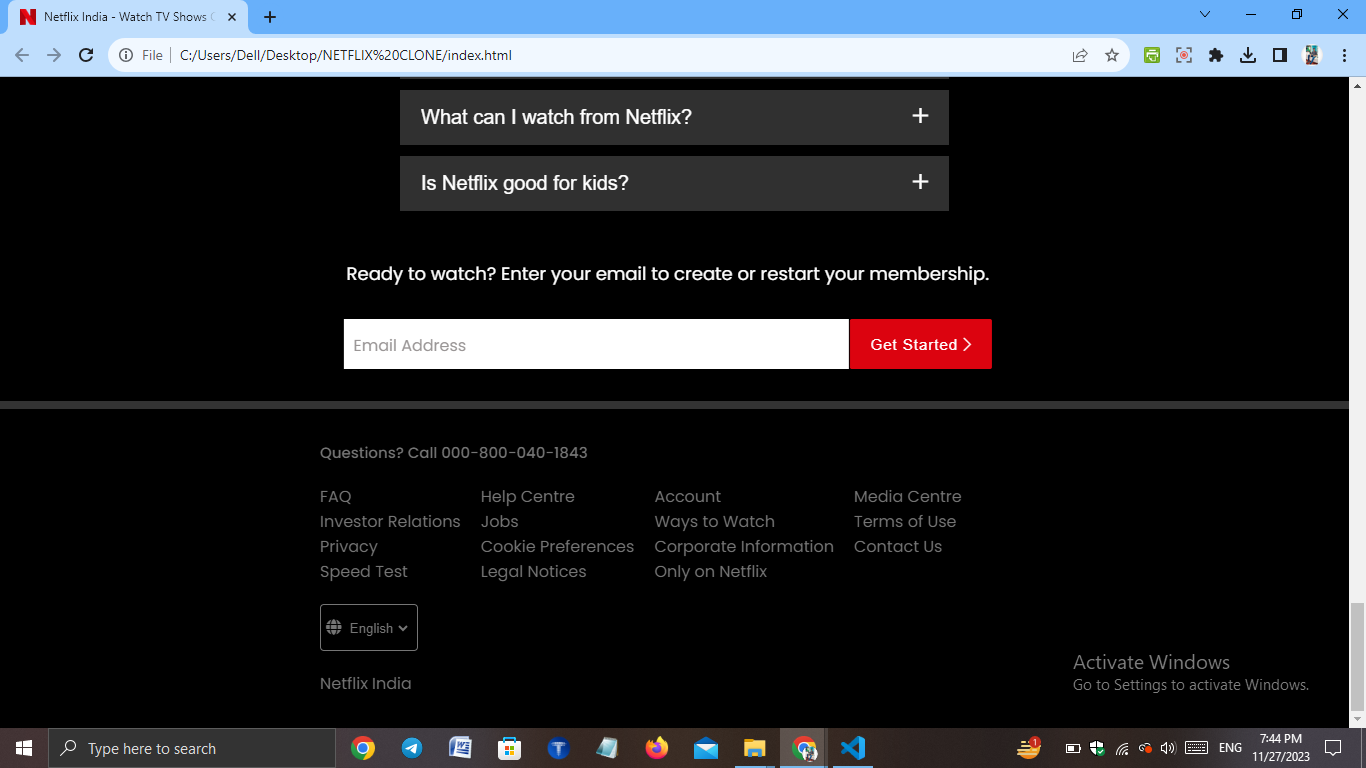 Netflix India - Watch TV Shows
File
C:/Users/Dell/Desktop/NETFLIX%20CLONE/index.html
What can I watch from Netflix?
Is Netflix good for kids?
Ready to watch? Enter your email to create or restart your membership.
Email Address
Get Started
Questions? Call 000-800-040-1843
FAQ Help Centre Account Media Centre
Investor Relations Jobs Ways to Watch Terms of Use
Privacy Cookie Preferences Corporate Information Contact Us
Speed Test Legal Notices Only on Netflix
English
Netflix India
Activate Windows
Go to Settings to activate Windows.
Type here to search
1
ENG
7:44 PM
11/27/2023